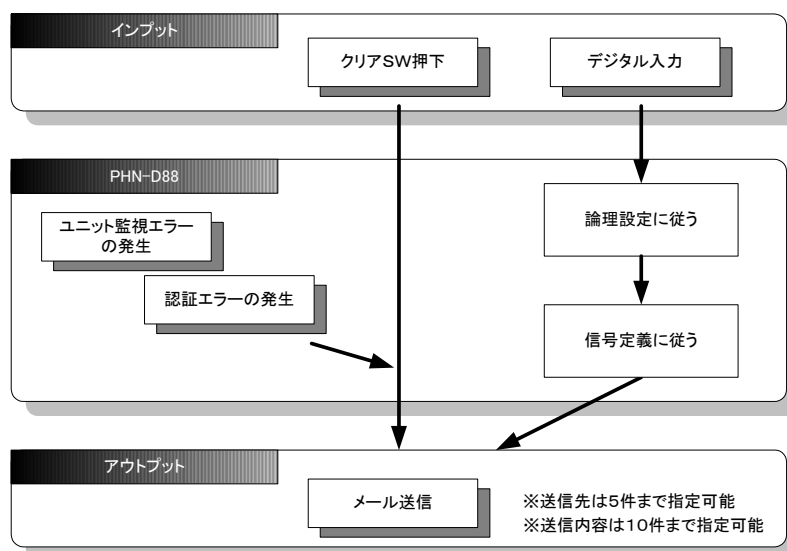 インプット
クリアSW押下
デジタル入力
PHN-D88
ユニット監視エラー
の発生
論理設定に従う
認証エラーの発生
信号定義に従う
アウトプット
メール送信
※送信先は5件まで指定可能
※送信内容は10件まで指定可能